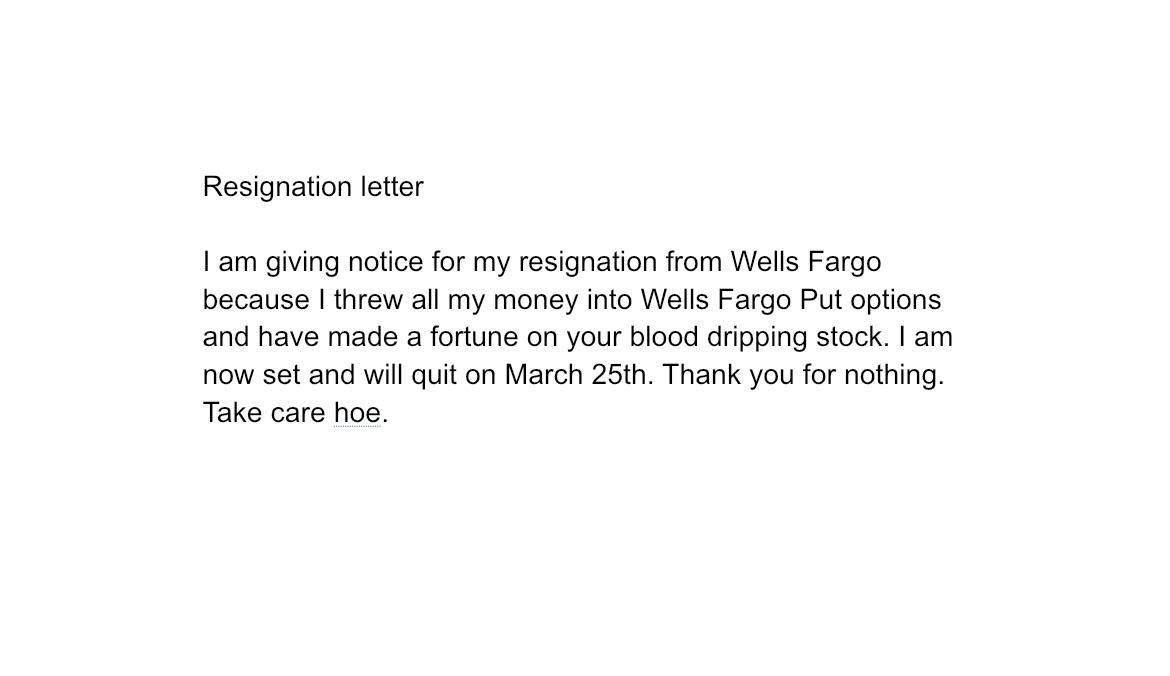 Resignation letter
I am giving notice for my resignation from Wells Fargo
because I threw all my money into Wells Fargo Put options
and have made a fortune on your blood dripping stock. I am
now set and will quit on March 25th. Thank you for nothing.
Take care hoe.